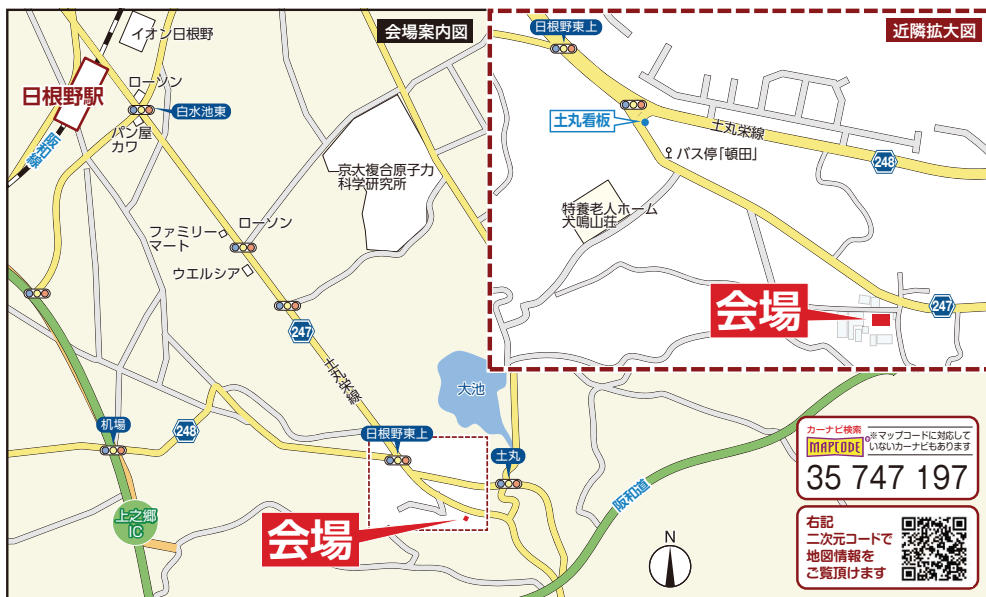 会場案内図
イオン日根野
日根野駅
ローソン
白水池東
パン屋
カワ
阪和線
京大複合原子力
科学研究所
ファミリー
マート
ローソン
ウエルシア
247
土丸栄線
大池
机場
248
日根野東上
土丸
上之郷
IC
会場
阪和道
N
近隣拡大図
日根野東上
土丸看板
土丸栄線
248
バス停「頓田」
特養老人ホーム
犬鳴山荘
会場
247
カーナビ検索
MAPCODE
®
※マップコードに対応して
いないカーナビもあります
35 747 197
右記
二次元コードで
地図情報を
ご覧頂けます